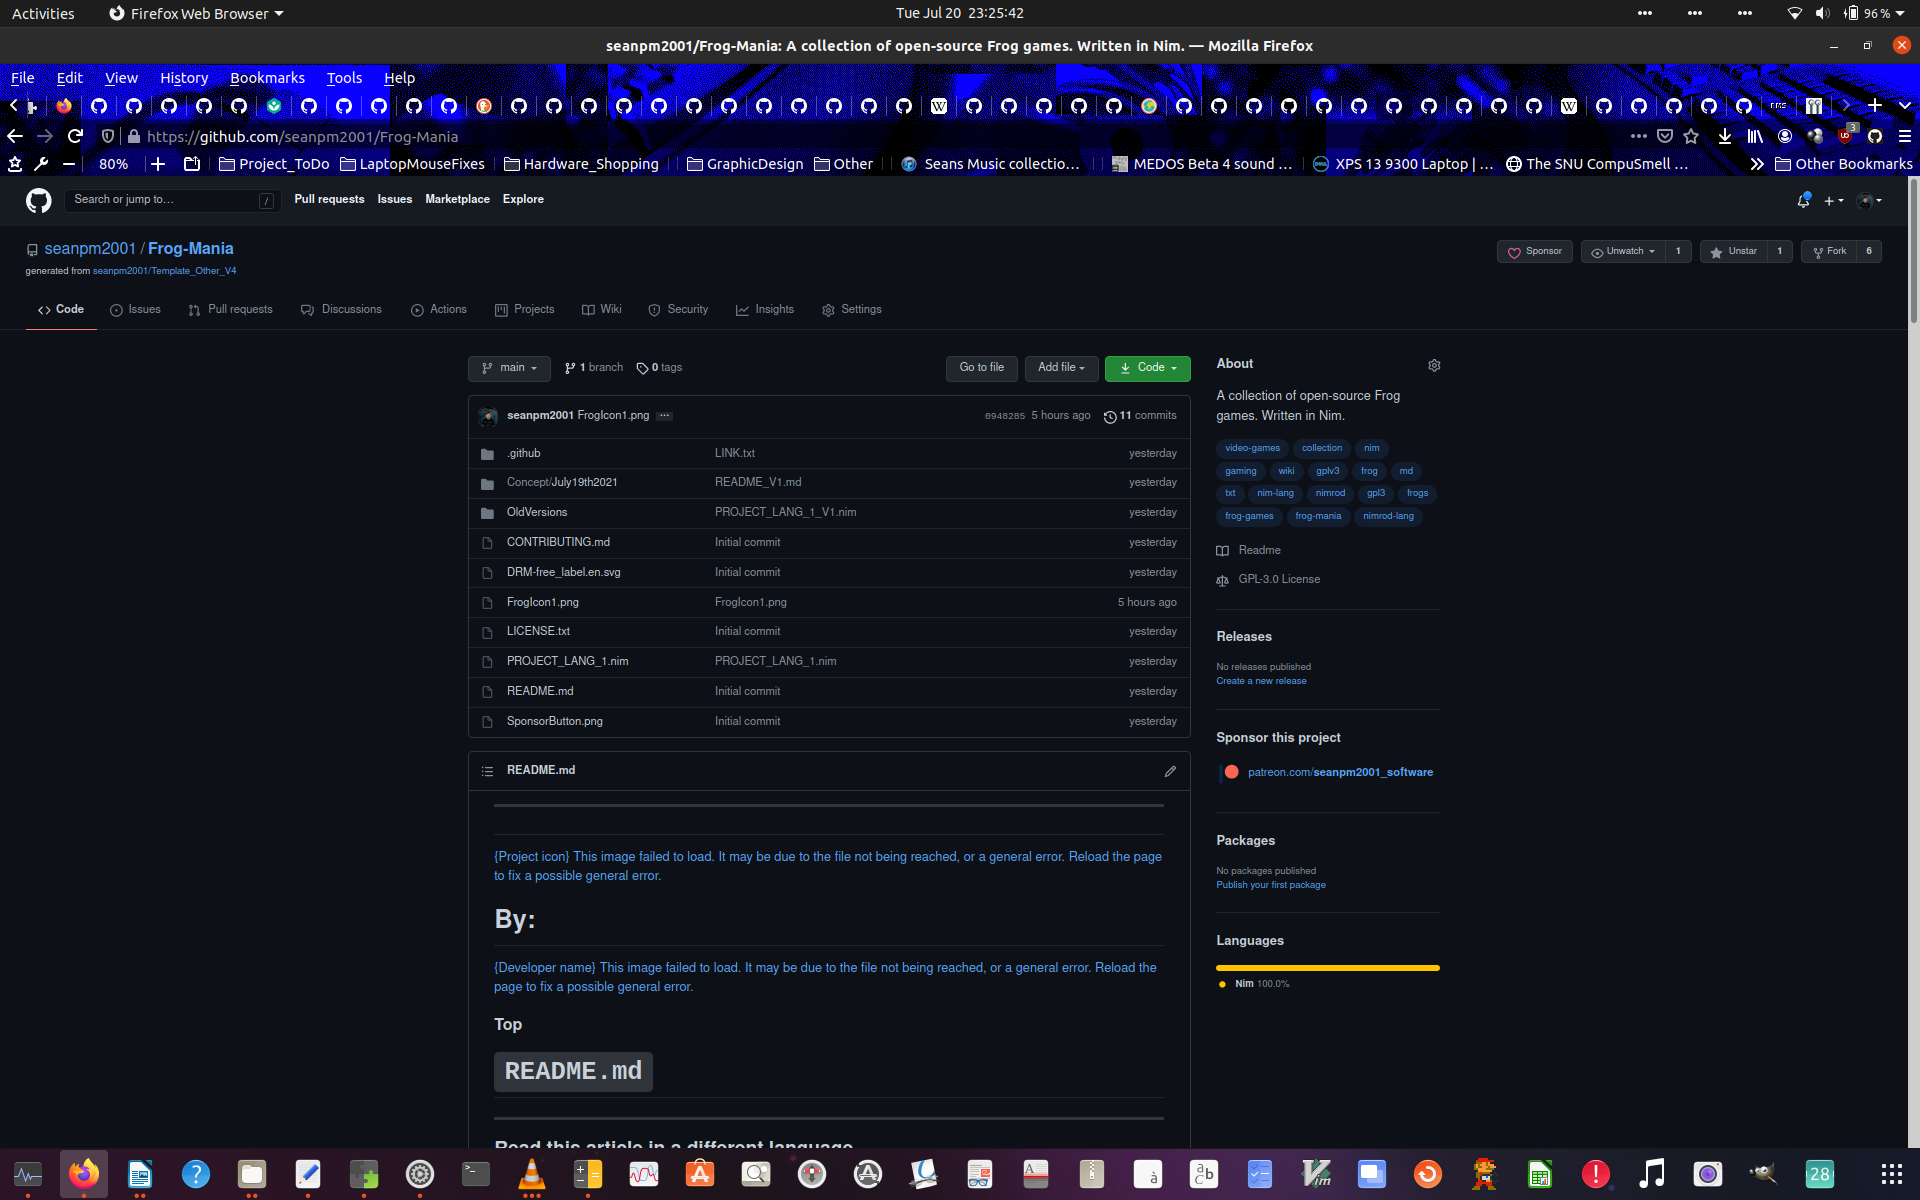 Activities Firefox Web Browser Tue Jul 20 23:25:42 96 %
seanpm2001/Frog-Mania: A collection of open-source Frog games. Written in Nim. — Mozilla Firefox
File Edit View History Bookmarks Tools Help
https://github.com/seanpm2001/Frog-Mania 3
80% Project_ToDo LaptopMouseFixes Hardware_Shopping GraphicDesign Other Seans Music collectio… MEDOS Beta 4 sound … XPS 13 9300 Laptop | … The SNU CompuSmell … Other Bookmarks
Search or jump to… / Pull requests Issues Marketplace Explore
seanpm2001 / Frog-Mania Sponsor Unwatch 1 Unstar 1 Fork 6
generated from seanpm2001/Template_Other_V4
Code Issues Pull requests Discussions Actions Projects Wiki Security Insights Settings
main 1 branch 0 tags Go to file Add file Code
seanpm2001 FrogIcon1.png ... 0948285 5 hours ago 11 commits
.github LINK.txt yesterday
Concept/July19th2021 README_V1.md yesterday
OldVersions PROJECT_LANG_1_V1.nim yesterday
CONTRIBUTING.md Initial commit yesterday
DRM-free_label.en.svg Initial commit yesterday
FrogIcon1.png FrogIcon1.png 5 hours ago
LICENSE.txt Initial commit yesterday
PROJECT_LANG_1.nim PROJECT_LANG_1.nim yesterday
README.md Initial commit yesterday
SponsorButton.png Initial commit yesterday
README.md
{Project icon} This image failed to load. It may be due to the file not being reached, or a general error. Reload the page
to fix a possible general error.
By:
{Developer name} This image failed to load. It may be due to the file not being reached, or a general error. Reload the
page to fix a possible general error.
Top
README.md
Read this article in a different language
About
A collection of open-source Frog
games. Written in Nim.
video-games collection nim
gaming wiki gplv3 frog md
txt nim-lang nimrod gpl3 frogs
frog-games frog-mania nimrod-lang
Readme
GPL-3.0 License
Releases
No releases published
Create a new release
Sponsor this project
patreon.com/seanpm2001_software
Packages
No packages published
Publish your first package
Languages
Nim 100.0%
28